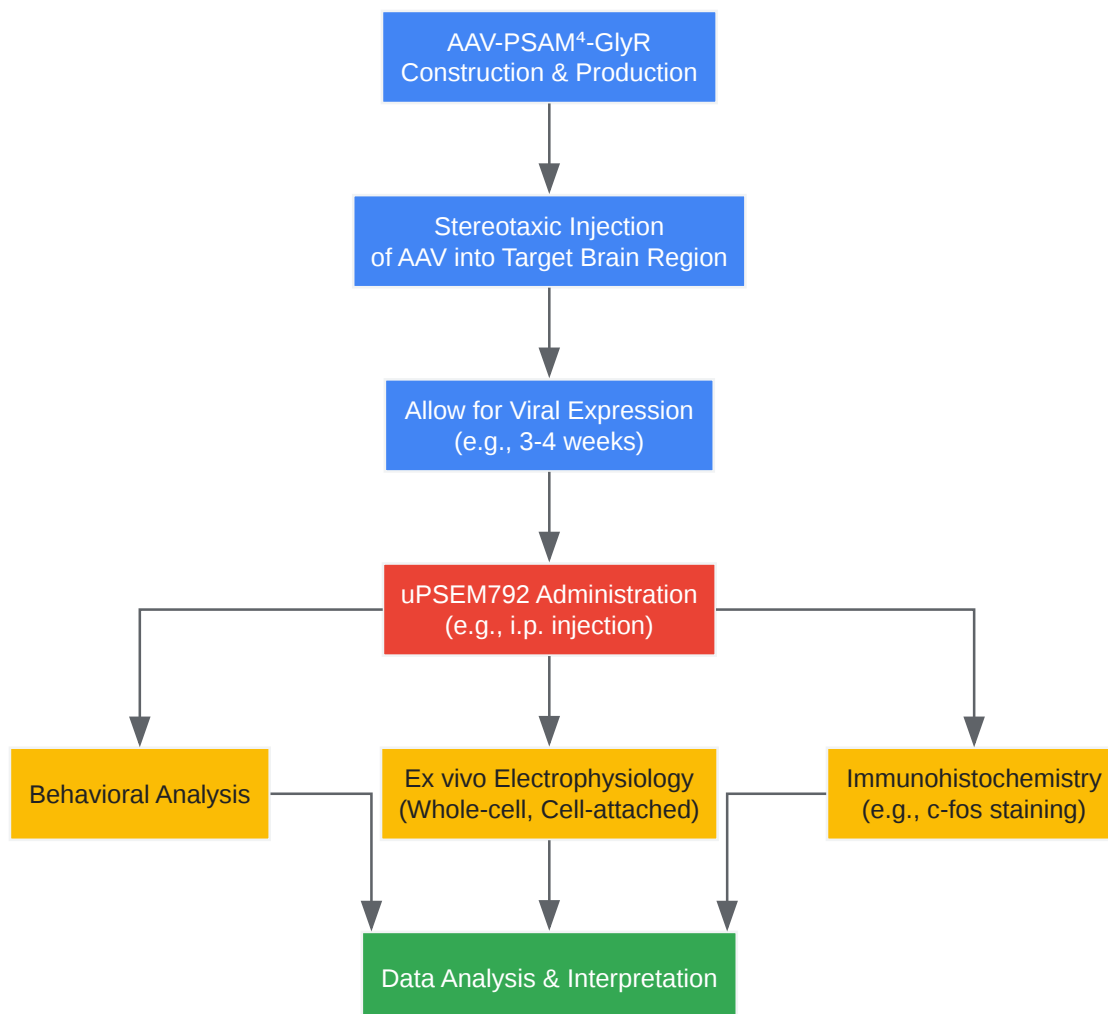 AAV-PSAM⁴-GlyR
Construction & Production
Stereotaxic Injection
of AAV into Target Brain Region
Allow for Viral Expression
(e.g., 3-4 weeks)
uPSEM792 Administration
(e.g., i.p. injection)
Behavioral Analysis
Ex vivo Electrophysiology
(Whole-cell, Cell-attached)
Immunohistochemistry
(e.g., c-fos staining)
Data Analysis & Interpretation